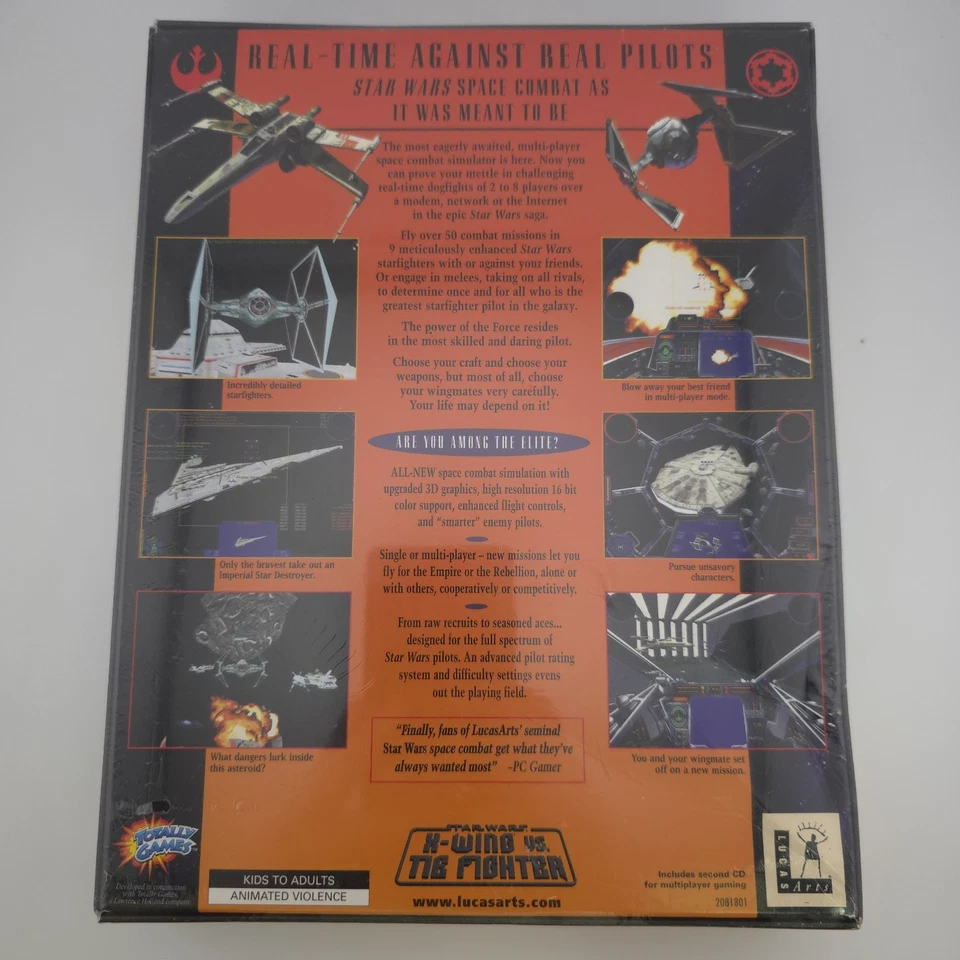 REAL-TIME AGAINST REAL PILOTS
STAR WARS SPACE COMBAT AS
IT WAS MEANT TO BE
The most eagerly awaited, multi-player
space combat simulator is here. Now you
can prove your mettle in challenging
real-time dogfights of 2 to 8 players over
a modem, network or the Internet
in the epic Star Wars saga.
Fly over 50 combat missions in
9 meticulously enhanced Star Wars
starfighters with or against your friends.
Or engage in melees, taking on all rivals,
to determine once and for all who is the
greatest starfighter pilot in the galaxy.
The power of the Force resides
in the most skilled and daring pilot.
Choose your craft and choose your
weapons, but most of all, choose
your wingmates very carefully.
Your life may depend on it!
Incredibly detailed
starfighters.
Blow away your best friend
in multi-player mode.
ARE YOU AMONG THE ELITE?
ALL-NEW space combat simulation with
upgraded 3D graphics, high resolution 16 bit
color support, enhanced flight controls,
and "smarter" enemy pilots.
Single or multi-player – new missions let you
fly for the Empire or the Rebellion, alone or
with others, cooperatively or competitively.
Only the bravest take out an
Imperial Star Destroyer.
Pursue unsavory
characters.
From raw recruits to seasoned aces...
designed for the full spectrum of
Star Wars pilots. An advanced pilot rating
system and difficulty settings evens
out the playing field.
"Finally, fans of LucasArts' seminal
Star Wars space combat get what they've
always wanted most" –PC Gamer
What dangers lurk inside
this asteroid?
You and your wingmate set
off on a new mission.
TOTALLY
GAMES
Developed in conjunction
with Totally Games, a
Lawrence Holland company.
KIDS TO ADULTS
ANIMATED VIOLENCE
STAR WARS
X-WING VS.
TIE FIGHTER
www.lucasarts.com
Includes second CD
for multiplayer gaming
2081801
LUCAS
Arts